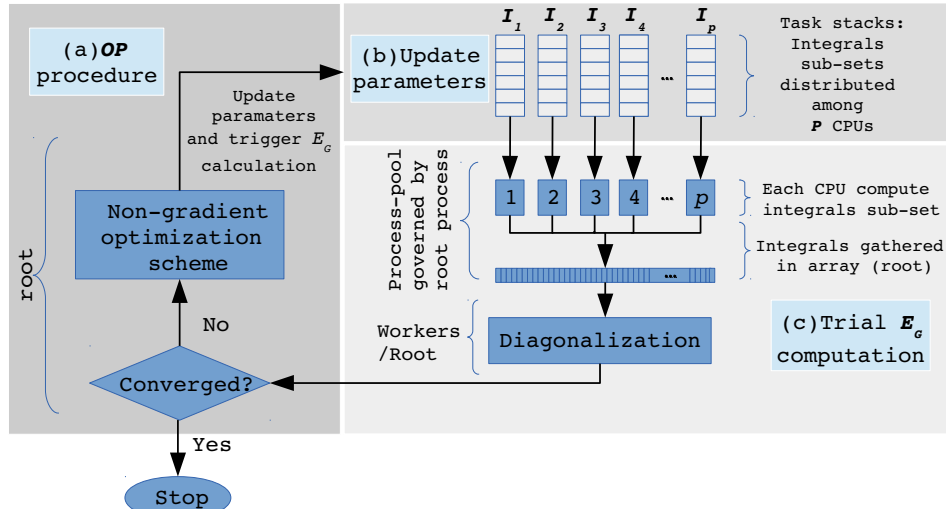 (a) OP
procedure
Update
paramaters
and trigger E_G
calculation
root
Non-gradient
optimization
scheme
No
Converged?
Yes
Stop
(b) Update
parameters
I_1 I_2 I_3 I_4 I_p
...
Task stacks:
Integrals
sub-sets
distributed
among
P CPUs
Process-pool
governed by
root process
1 2 3 4 ... p
Each CPU compute
integrals sub-set
Integrals gathered
in array (root)
...
Workers
/Root
Diagonalization
(c) Trial E_G
computation